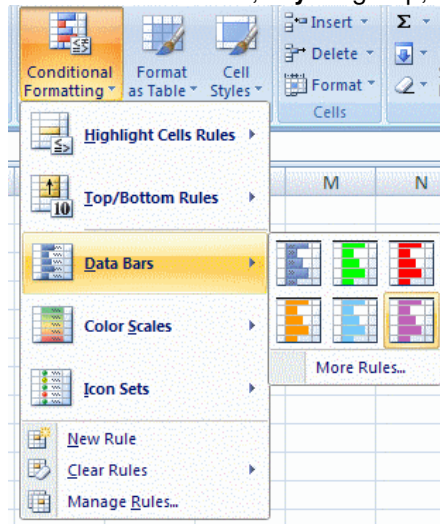 Insert
Σ
Delete
Conditional Formatting
Format as Table
Cell Styles
Format
Cells
Highlight Cells Rules
10
Top/Bottom Rules
M N
Data Bars
Color Scales
More Rules...
Icon Sets
New Rule
Clear Rules
Manage Rules...